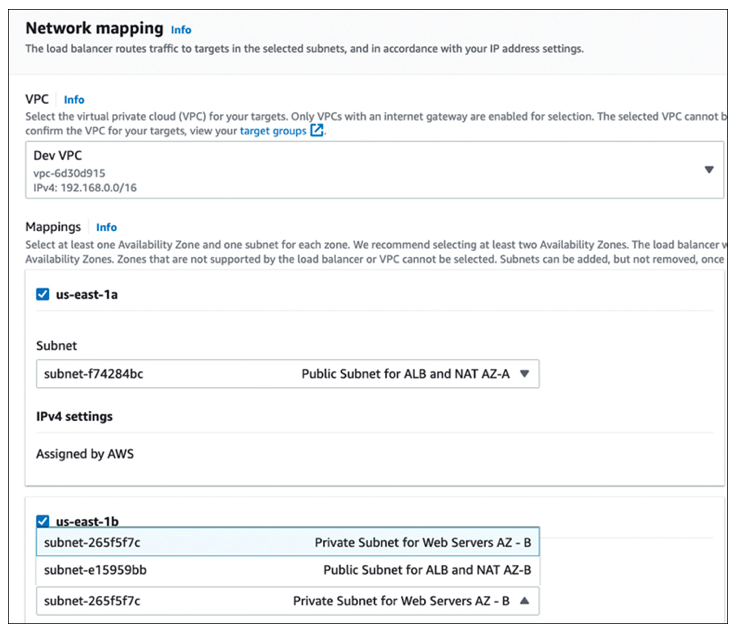 Network mapping Info
The load balancer routes traffic to targets in the selected subnets, and in accordance with your IP address settings.
VPC Info
Select the virtual private cloud (VPC) for your targets. Only VPCs with an internet gateway are enabled for selection. The selected VPC cannot b
confirm the VPC for your targets, view your target groups.
Dev VPC
vpc-6d30d915
IPv4: 192.168.0.0/16
Mappings Info
Select at least one Availability Zone and one subnet for each zone. We recommend selecting at least two Availability Zones. The load balancer w
Availability Zones. Zones that are not supported by the load balancer or VPC cannot be selected. Subnets can be added, but not removed, once
us-east-1a
Subnet
subnet-f74284bc Public Subnet for ALB and NAT AZ-A
IPv4 settings
Assigned by AWS
us-east-1b
subnet-265f5f7c Private Subnet for Web Servers AZ - B
subnet-e15959bb Public Subnet for ALB and NAT AZ-B
subnet-265f5f7c Private Subnet for Web Servers AZ - B